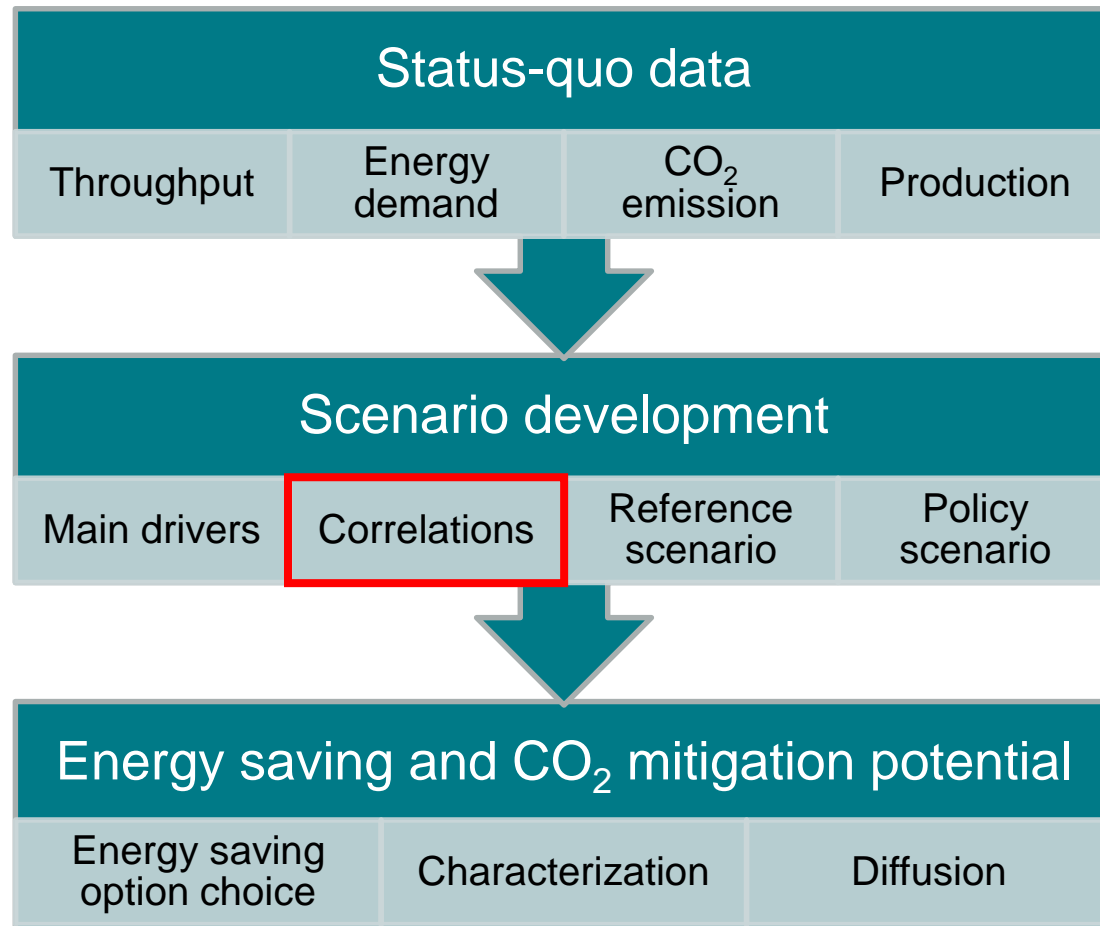 Status-quo data
Throughput
Energy
demand
CO₂
emission
Production
Scenario development
Main drivers
Correlations
Reference
scenario
Policy
scenario
Energy saving and CO₂ mitigation potential
Energy saving
option choice
Characterization
Diffusion